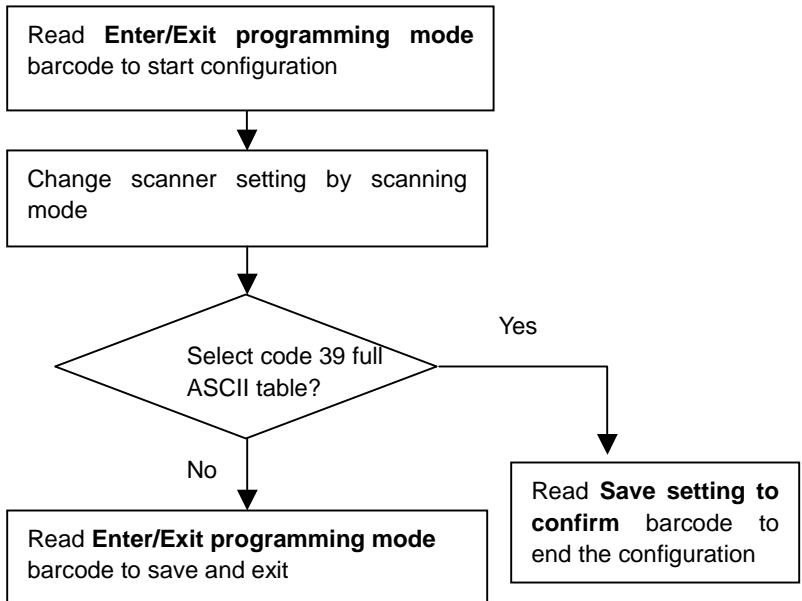 Read Enter/Exit programming mode
barcode to start configuration
Change scanner setting by scanning
mode
Select code 39 full
ASCII table?
Yes
No
Read Save setting to
confirm barcode to
end the configuration
Read Enter/Exit programming mode
barcode to save and exit